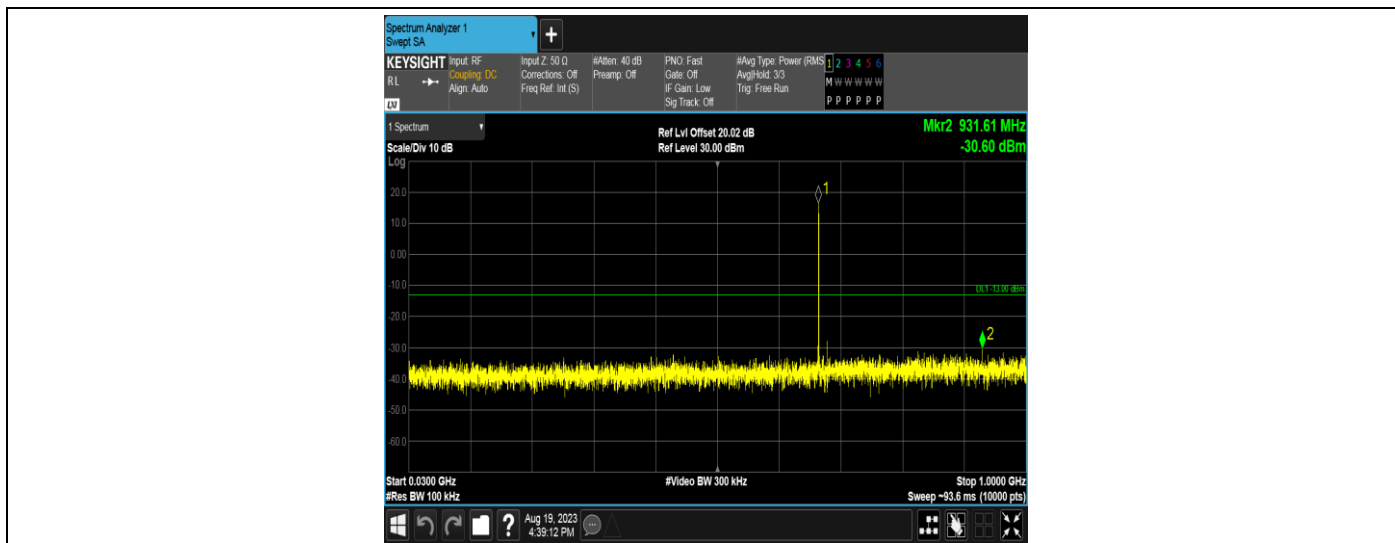 Spectrum Analyzer 1
Swept SA
+
KEYSIGHT
RL
LXI
Input: RF
Coupling: DC
Align: Auto
Input Z: 50 Ω
Corrections: Off
Freq Ref: Int (S)
#Atten: 40 dB
Preamp: Off
PNO: Fast
Gate: Off
IF Gain: Low
Sig Track: Off
#Avg Type: Power (RMS
Avg|Hold: 3/3
Trig: Free Run
1 2 3 4 5 6
M W W W W W
P P P P P P
1 Spectrum
Scale/Div 10 dB
Ref Lvl Offset 20.02 dB
Ref Level 30.00 dBm
Mkr2 931.61 MHz
-30.60 dBm
Log
20.0
10.0
0.00
-10.0
-20.0
-30.0
-40.0
-50.0
-60.0
1
DL1 -13.00 dBm
2
Start 0.0300 GHz
#Res BW 100 kHz
#Video BW 300 kHz
Stop 1.0000 GHz
Sweep ~93.6 ms (10000 pts)
?
Aug 19, 2023
4:39:12 PM